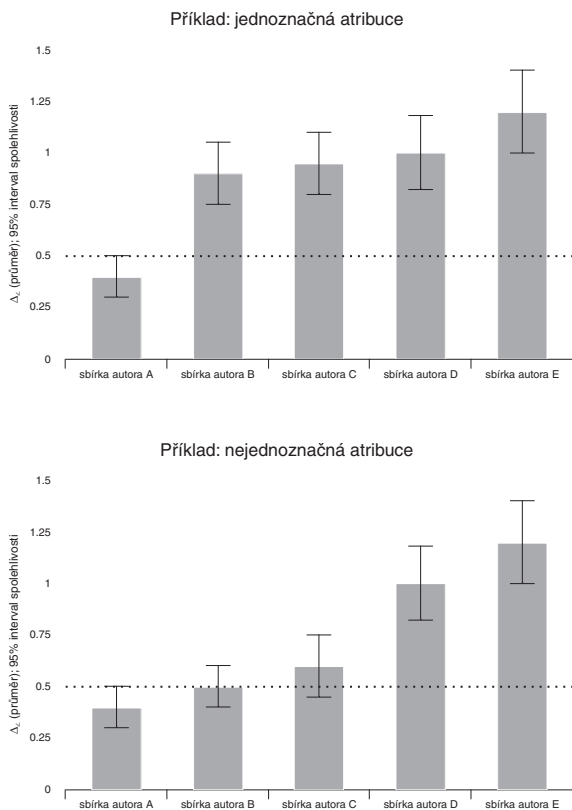 Příklad: jednoznačná atribuce
Δz (průměr); 95% interval spolehlivosti
1.5
1.25
1
0.75
0.5
0.25
0
sbírka autora A
sbírka autora B
sbírka autora C
sbírka autora D
sbírka autora E
Příklad: nejednoznačná atribuce
Δz (průměr); 95% interval spolehlivosti
1.5
1.25
1
0.75
0.5
0.25
0
sbírka autora A
sbírka autora B
sbírka autora C
sbírka autora D
sbírka autora E